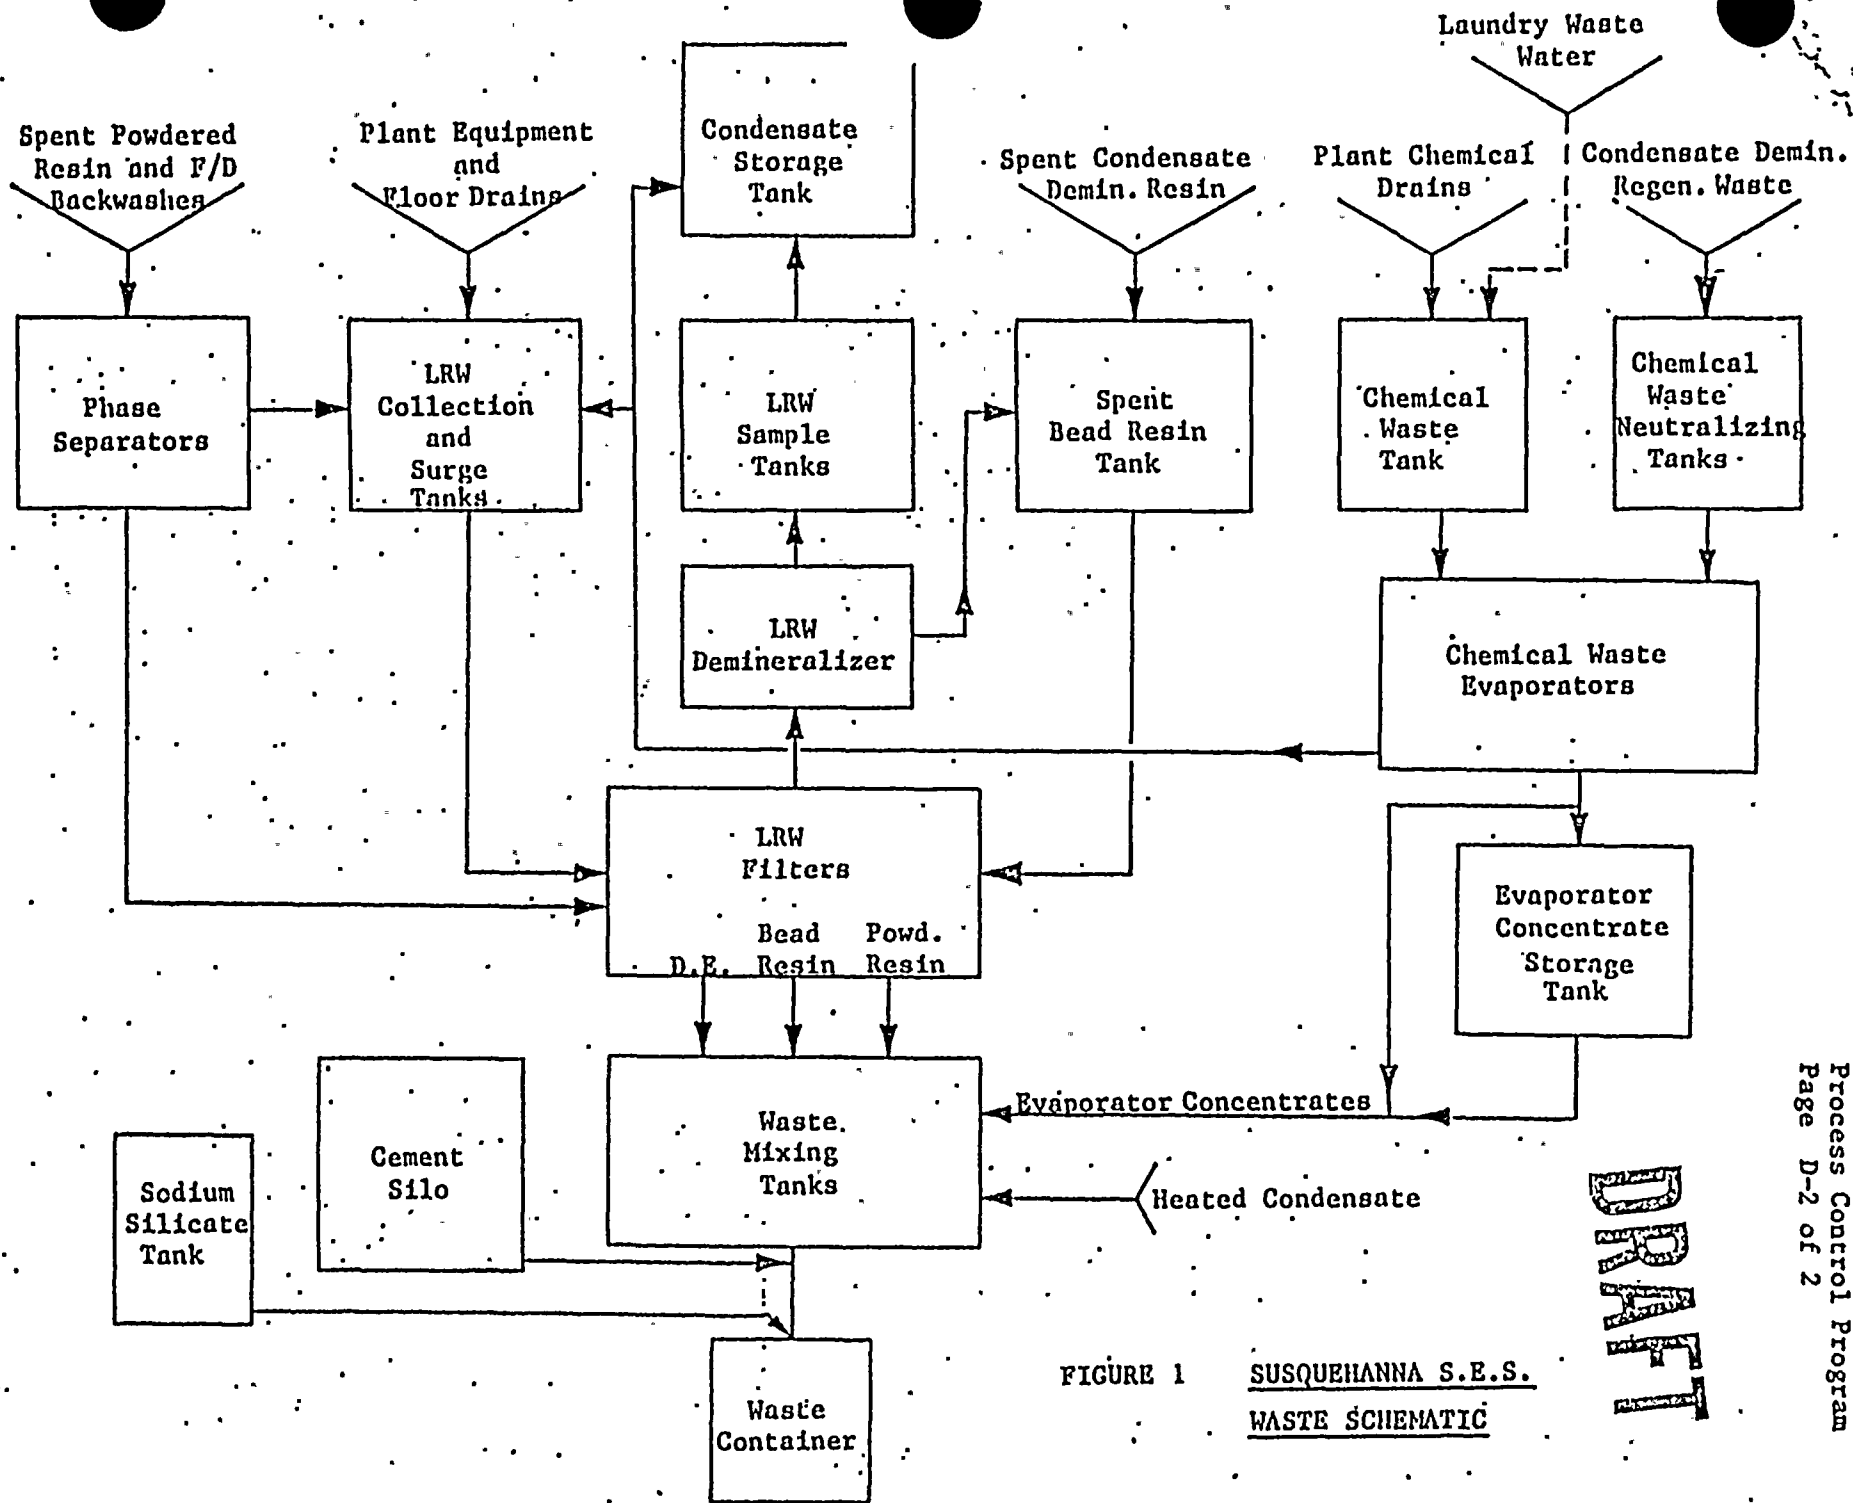 Laundry Waste
Water
Spent Powdered
Resin and F/D
Backwashes
Plant Equipment
and
Floor Drains
Condensate
Storage
Tank
Spent Condensate
Demin. Resin
Plant Chemical
Drains
Condensate Demin.
Regen. Waste
Phase
Separators
LRW
Collection
and
Surge
Tanks
LRW
Sample
Tanks
Spent
Bead Resin
Tank
Chemical
Waste
Tank
Chemical
Waste
Neutralizing
Tanks
LRW
Demineralizer
Chemical Waste
Evaporators
LRW
Filters
D.E.
Bead
Resin
Powd.
Resin
Evaporator
Concentrate
Storage
Tank
Sodium
Silicate
Tank
Cement
Silo
Waste
Mixing
Tanks
Evaporator Concentrates
Heated Condensate
Waste
Container
FIGURE 1
SUSQUEHANNA S.E.S.
WASTE SCHEMATIC
DRAFT
Process Control Program
Page D-2 of 2